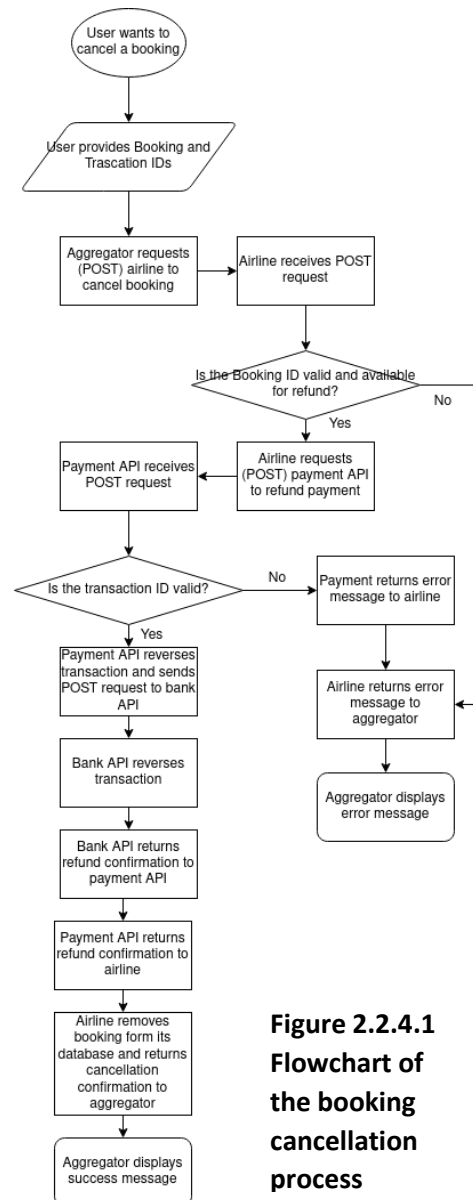 User wants to
cancel a booking
User provides Booking and
Trascation IDs
Aggregator requests
(POST) airline to
cancel booking
Airline receives POST
request
Is the Booking ID valid and available
for refund?
No
Yes
Airline requests
(POST) payment API
to refund payment
Payment API receives
POST request
Is the transaction ID valid?
No
Payment returns error
message to airline
Yes
Payment API reverses
transaction and sends
POST request to bank
API
Airline returns error
message to
aggregator
Bank API reverses
transaction
Aggregator displays
error message
Bank API returns
refund confirmation to
payment API
Payment API returns
refund confirmation to
airline
Airline removes
booking form its
database and returns
cancellation
confirmation to
aggregator
Aggregator displays
success message
Figure 2.2.4.1
Flowchart of
the booking
cancellation
process